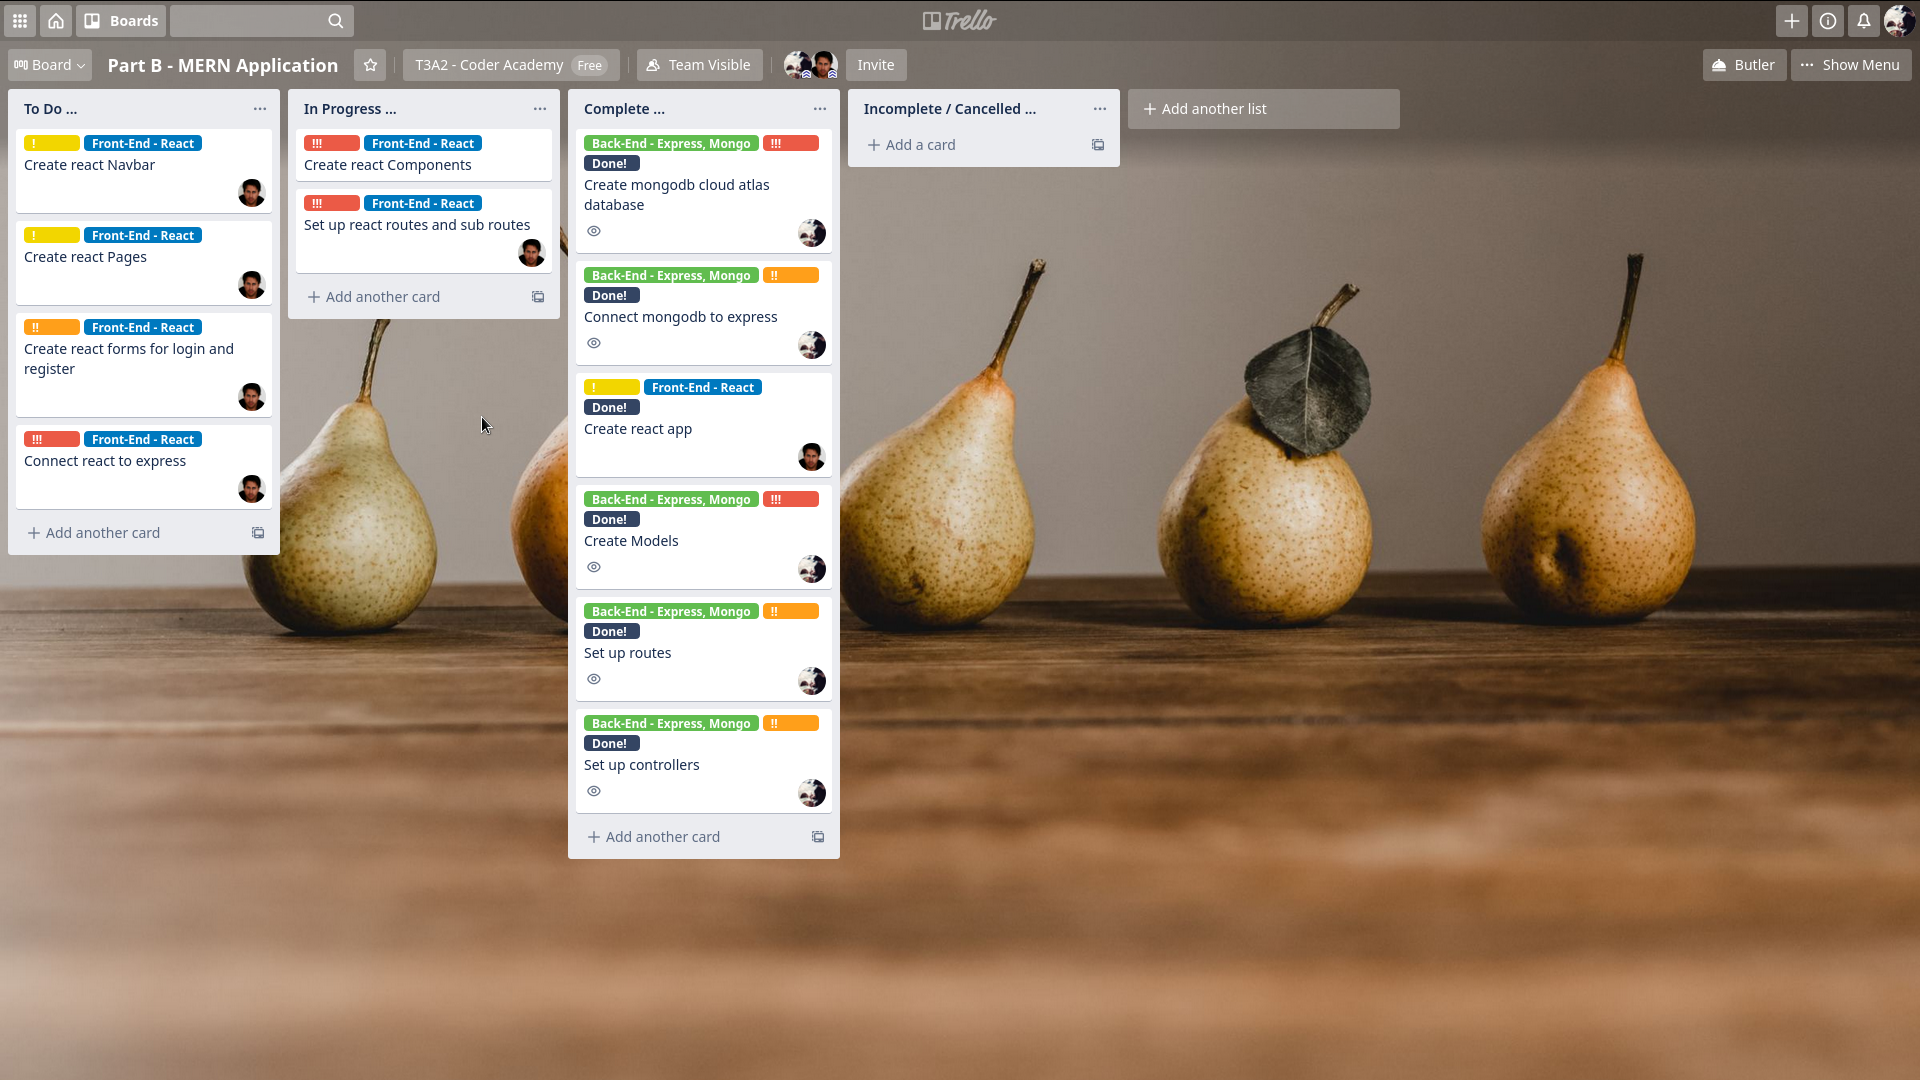 Boards
Trello
Board
Part B - MERN Application
T3A2 - Coder Academy
Free
Team Visible
Invite
Butler
Show Menu
To Do ...
!
Front-End - React
Create react Navbar
!
Front-End - React
Create react Pages
!!
Front-End - React
Create react forms for login and
register
!!!
Front-End - React
Connect react to express
Add another card
In Progress ...
!!!
Front-End - React
Create react Components
!!!
Front-End - React
Set up react routes and sub routes
Add another card
Complete ...
Back-End - Express, Mongo
!!!
Done!
Create mongodb cloud atlas
database
Back-End - Express, Mongo
!!
Done!
Connect mongodb to express
!
Front-End - React
Done!
Create react app
Back-End - Express, Mongo
!!!
Done!
Create Models
Back-End - Express, Mongo
!!
Done!
Set up routes
Back-End - Express, Mongo
!!
Done!
Set up controllers
Add another card
Incomplete / Cancelled ...
Add a card
Add another list